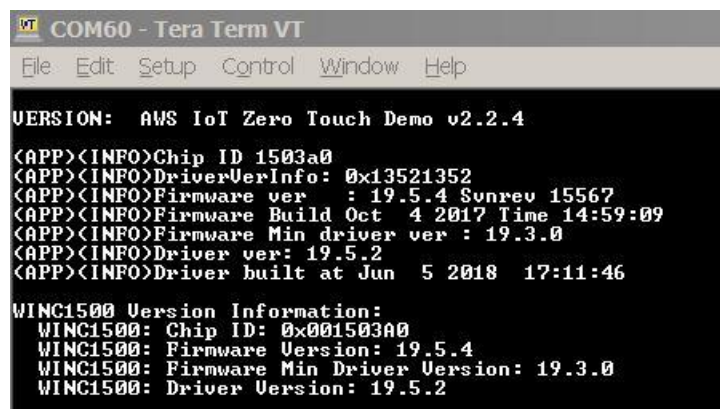 COM60 - Tera Term VT
File Edit Setup Control Window Help
VERSION:  AWS IoT Zero Touch Demo v2.2.4
(APP)(INFO)Chip ID 1503a0
(APP)(INFO)DriverVerInfo: 0x13521352
(APP)(INFO)Firmware ver   : 19.5.4 Svnrev 15567
(APP)(INFO)Firmware Build Oct  4 2017 Time 14:59:09
(APP)(INFO)Firmware Min driver ver : 19.3.0
(APP)(INFO)Driver ver: 19.5.2
(APP)(INFO)Driver built at Jun  5 2018  17:11:46
WINC1500 Version Information:
WINC1500: Chip ID: 0x001503A0
WINC1500: Firmware Version: 19.5.4
WINC1500: Firmware Min Driver Version: 19.3.0
WINC1500: Driver Version: 19.5.2